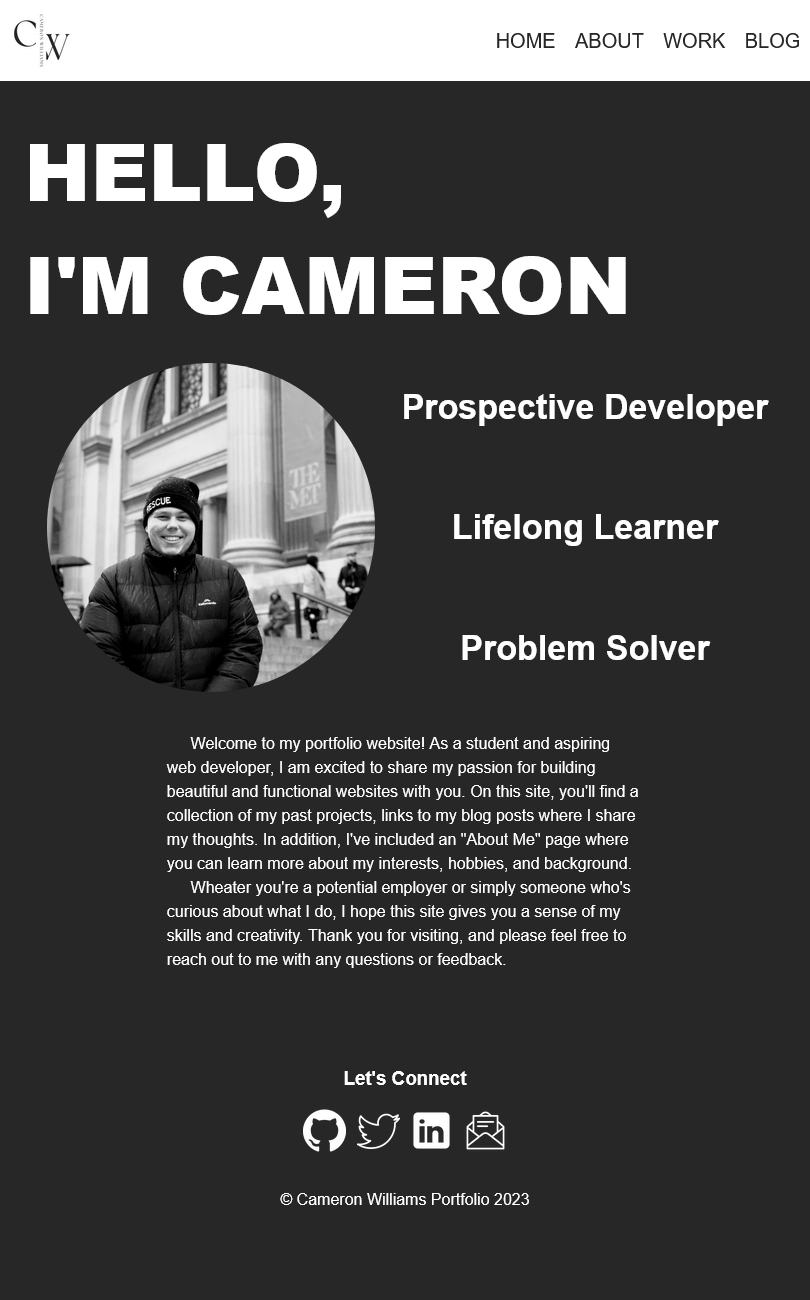 CW
CAMERON WILLIAMS
HOME ABOUT WORK BLOG
HELLO,
I'M CAMERON
THE
MET
RESCUE
Prospective Developer
Lifelong Learner
Problem Solver
Welcome to my portfolio website! As a student and aspiring
web developer, I am excited to share my passion for building
beautiful and functional websites with you. On this site, you'll find a
collection of my past projects, links to my blog posts where I share
my thoughts. In addition, I've included an "About Me" page where
you can learn more about my interests, hobbies, and background.
Wheater you're a potential employer or simply someone who's
curious about what I do, I hope this site gives you a sense of my
skills and creativity. Thank you for visiting, and please feel free to
reach out to me with any questions or feedback.
Let's Connect
in
© Cameron Williams Portfolio 2023